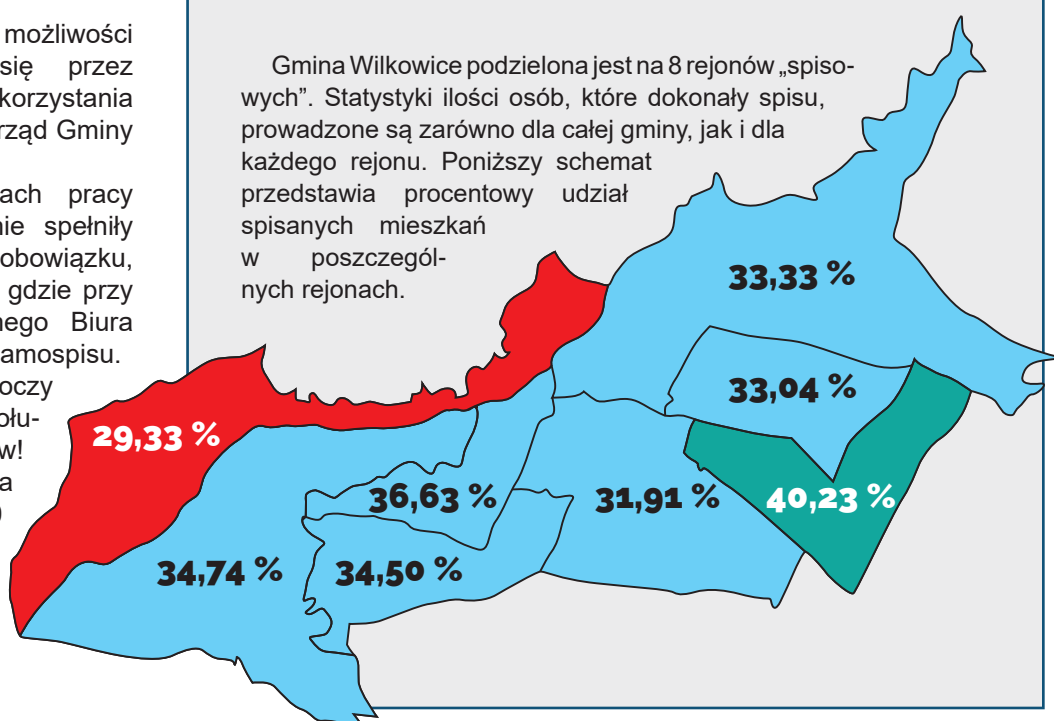 możliwości
się przez
korzystania
rząd Gminy
ach pracy
nie spełniły
obowiązku,
gdzie przy
nego Biura
amospisu.
oczy
ołu-
w!
a
Gmina Wilkowice podzielona jest na 8 rejonów „spiso-
wych”. Statystyki ilości osób, które dokonały spisu,
prowadzone są zarówno dla całej gminy, jak i dla
każdego rejonu. Poniższy schemat
przedstawia procentowy udział
spisanych mieszkań
w poszczegól-
nych rejonach.
33,33 %
33,04 %
29,33 %
36,63 %
31,91 %
40,23 %
34,74 %
34,50 %